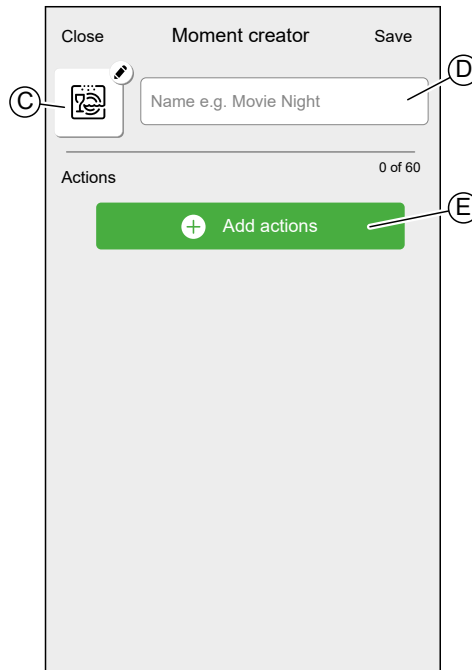 Close Moment creator Save
C
Name e.g. Movie Night
D
Actions
0 of 60
Add actions
E